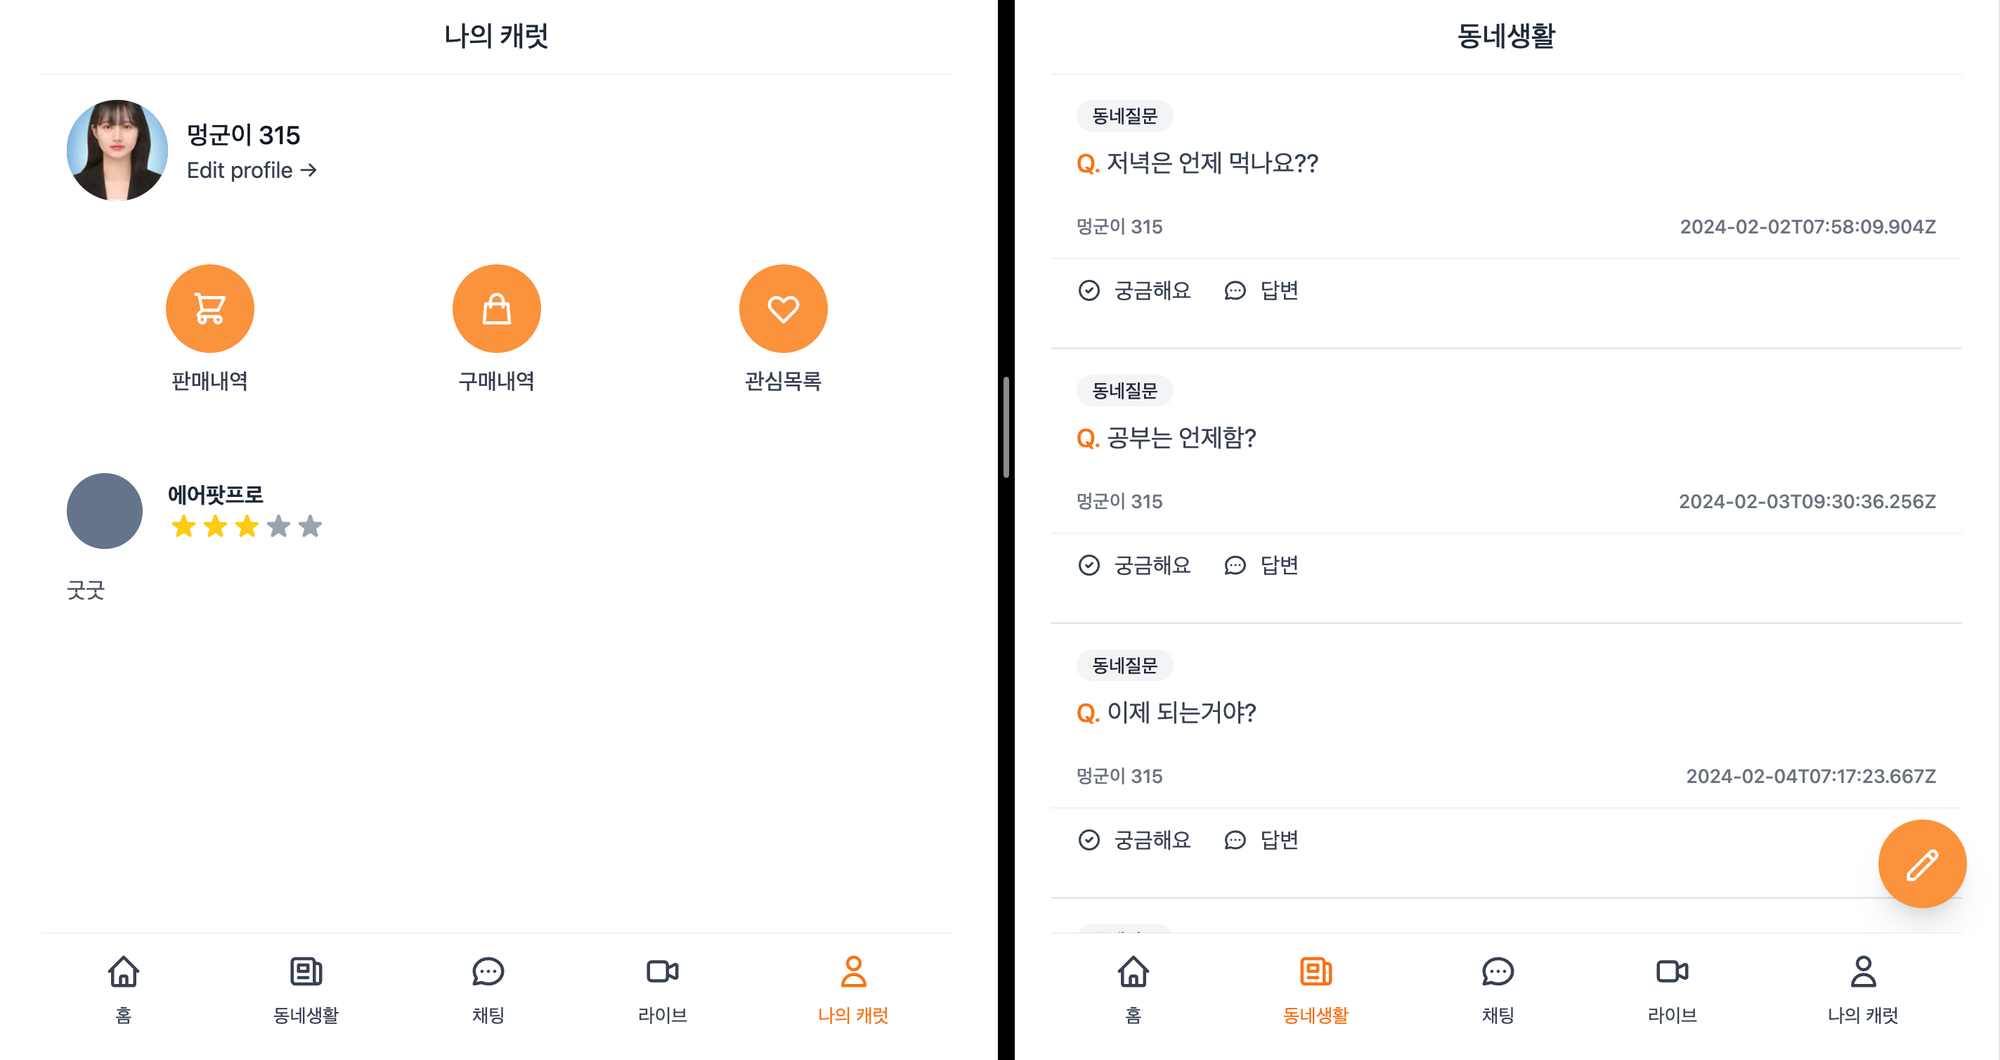 나의 캐럿
멍군이 315
Edit profile →
판매내역
구매내역
관심목록
에어팟프로
굿굿
홈
동네생활
채팅
라이브
나의 캐럿
동네생활
동네질문
Q. 저녁은 언제 먹나요??
멍군이 315
2024-02-02T07:58:09.904Z
궁금해요
답변
동네질문
Q. 공부는 언제함?
멍군이 315
2024-02-03T09:30:36.256Z
궁금해요
답변
동네질문
Q. 이제 되는거야?
멍군이 315
2024-02-04T07:17:23.667Z
궁금해요
답변
홈
동네생활
채팅
라이브
나의 캐럿